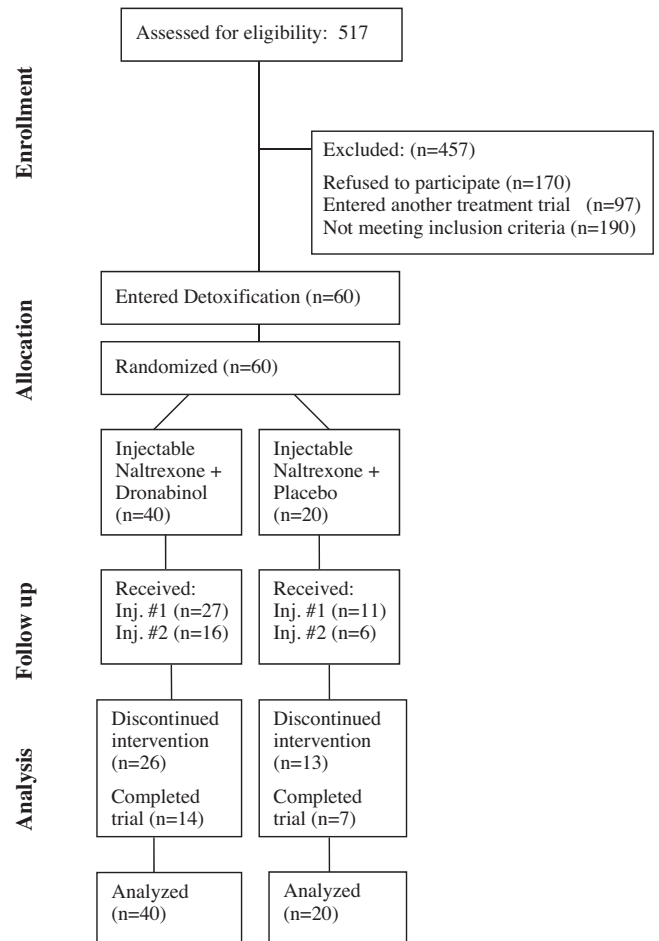 Enrollment
Assessed for eligibility: 517
Excluded: (n=457)
Refused to participate (n=170)
Entered another treatment trial (n=97)
Not meeting inclusion criteria (n=190)
Allocation
Entered Detoxification (n=60)
Randomized (n=60)
Injectable
Naltrexone +
Dronabinol
(n=40)
Injectable
Naltrexone +
Placebo
(n=20)
Follow up
Received:
Inj. #1 (n=27)
Inj. #2 (n=16)
Received:
Inj. #1 (n=11)
Inj. #2 (n=6)
Analysis
Discontinued
intervention
(n=26)
Completed
trial (n=14)
Discontinued
intervention
(n=13)
Completed
trial (n=7)
Analyzed
(n=40)
Analyzed
(n=20)